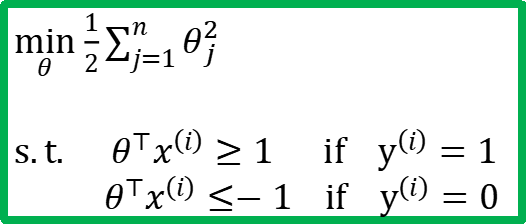 min_θ 1/2 ∑_{j=1}^{n} θ_j^2
s.t. θ^⊤x^{(i)} ≥ 1 if y^{(i)} = 1
θ^⊤x^{(i)} ≤− 1 if y^{(i)} = 0